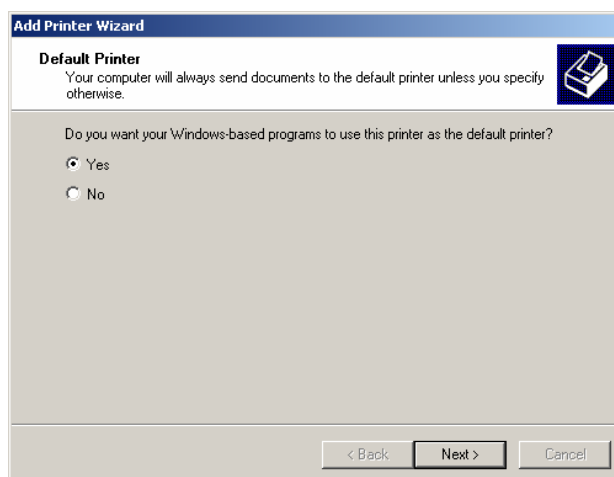 Add Printer Wizard
Default Printer
Your computer will always send documents to the default printer unless you specify
otherwise.
Do you want your Windows-based programs to use this printer as the default printer?
Yes
No
< Back
Next >
Cancel